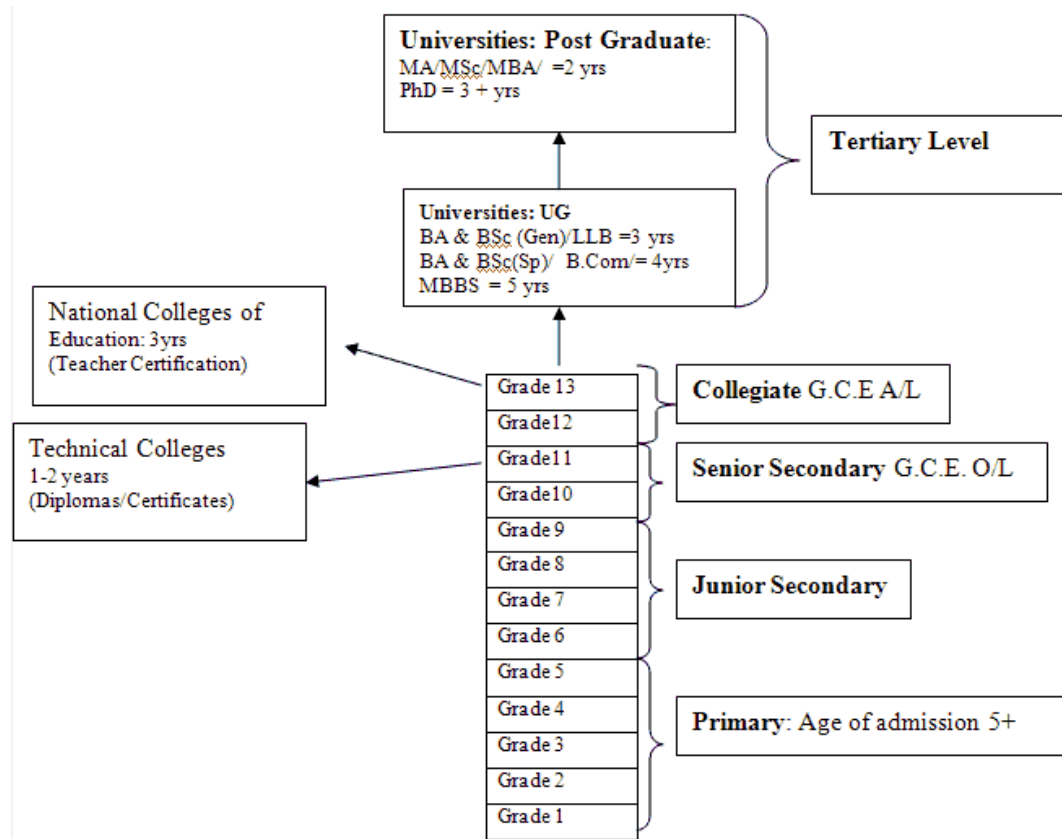 Universities: Post Graduate:
MA/MSc/MBA/ =2 yrs
PhD = 3 + yrs
Tertiary Level
Universities: UG
BA & BSc (Gen)/LLB =3 yrs
BA & BSc(Sp)/ B.Com/= 4yrs
MBBS = 5 yrs
National Colleges of
Education: 3yrs
(Teacher Certification)
Technical Colleges
1-2 years
(Diplomas/Certificates)
Grade 13
Grade12
Grade11
Grade10
Grade 9
Grade 8
Grade 7
Grade 6
Grade 5
Grade 4
Grade 3
Grade 2
Grade 1
Collegiate G.C.E A/L
Senior Secondary G.C.E. O/L
Junior Secondary
Primary: Age of admission 5+